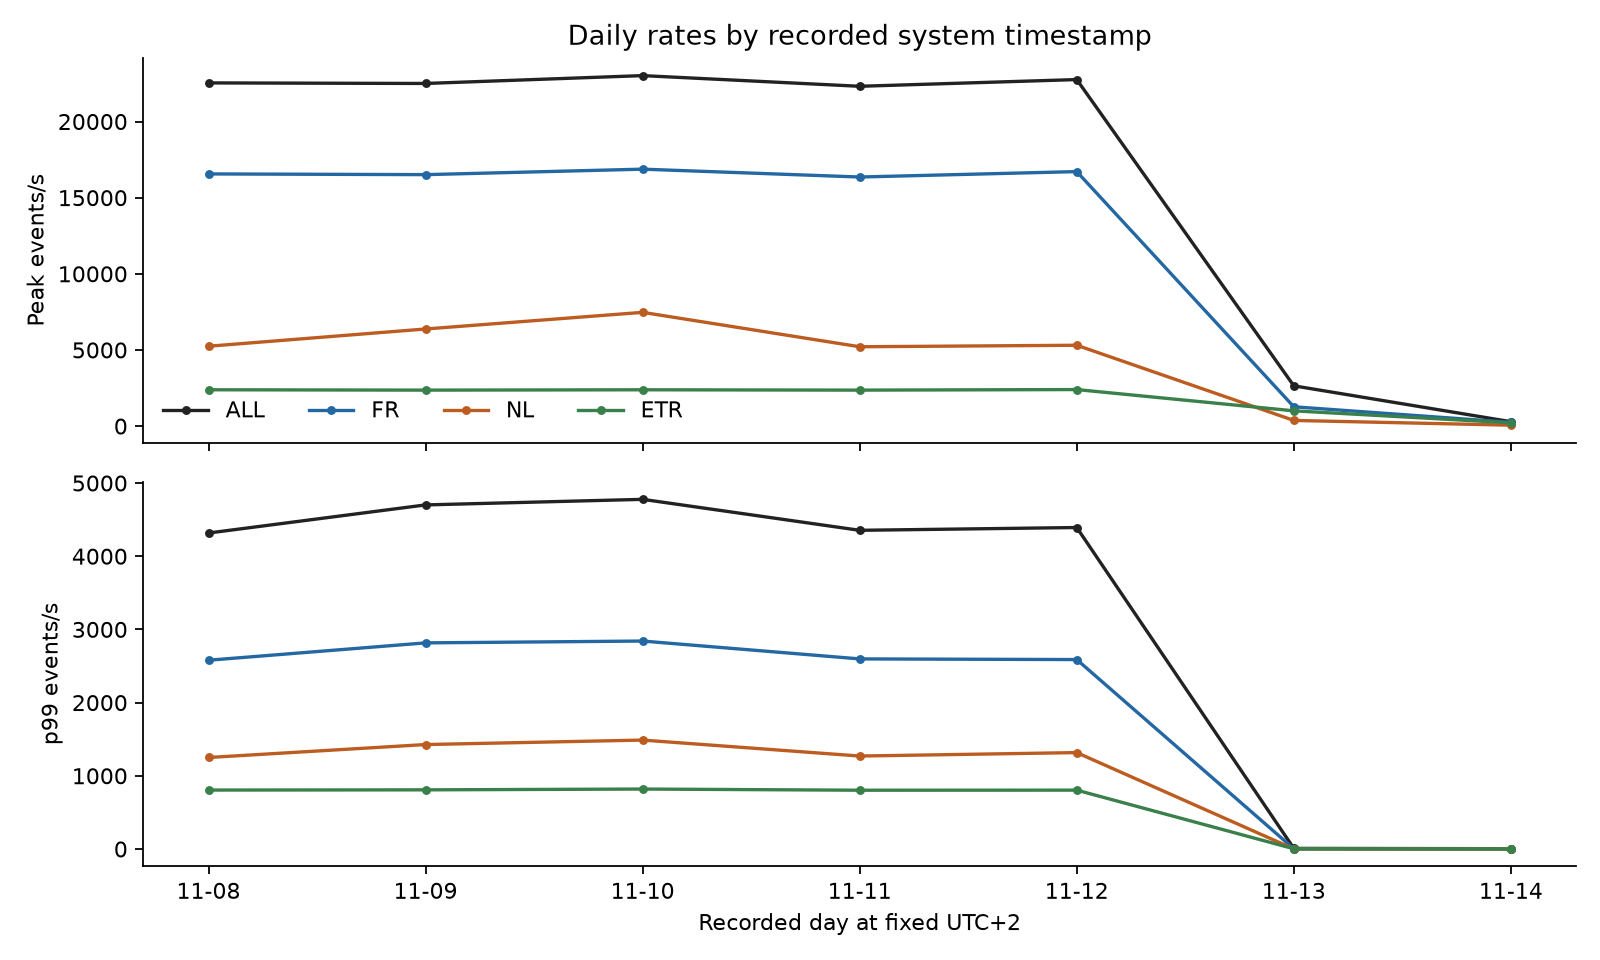 Daily rates by recorded system timestamp
Peak events/s
20000
15000
10000
5000
0
ALL FR NL ETR
p99 events/s
5000
4000
3000
2000
1000
0
11-08 11-09 11-10 11-11 11-12 11-13 11-14
Recorded day at fixed UTC+2